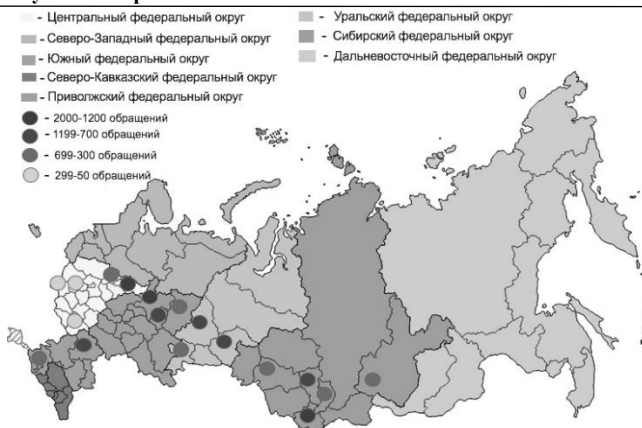 - Центральный федеральный округ
- Северо-Западный федеральный округ
- Южный федеральный округ
- Северо-Кавказский федеральный округ
- Приволжский федеральный округ
- 2000-1200 обращений
- 1199-700 обращений
- 699-300 обращений
- 299-50 обращений
- Уральский федеральный округ
- Сибирский федеральный округ
- Дальневосточный федеральный округ